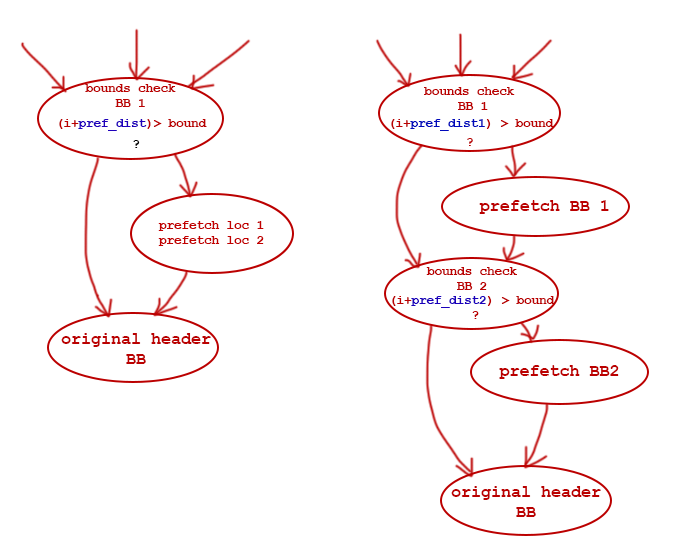 bounds check
BB 1
(i+pref_dist)> bound
?
prefetch loc 1
prefetch loc 2
original header
BB
bounds check
BB 1
(i+pref_dist1) > bound
?
prefetch BB 1
bounds check
BB 2
(i+pref_dist2) > bound
?
prefetch BB2
original header
BB